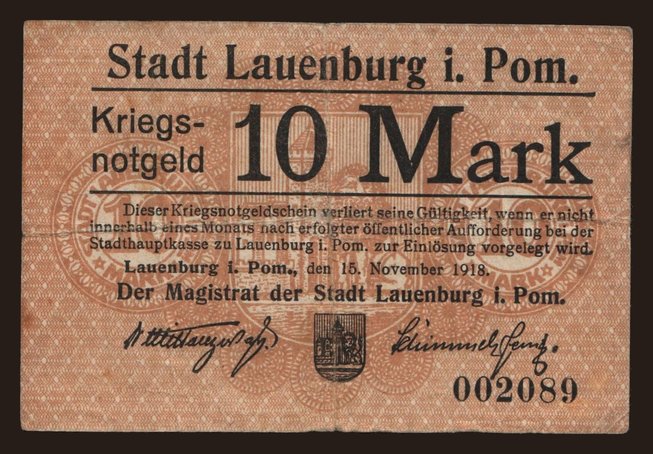 Stadt Lauenburg i. Pom.
Kriegs-
notgeld
10 Mark
Dieser Kriegsnotgeldschein verliert seine Gültigkeit, wenn er nicht
innerhalb eines Monats nach erfolgter öffentlicher Aufforderung bei der
Stadthauptkasse zu Lauenburg i. Pom. zur Einlösung vorgelegt wird.
Lauenburg i. Pom., den 15. November 1918.
Der Magistrat der Stadt Lauenburg i. Pom.
002089